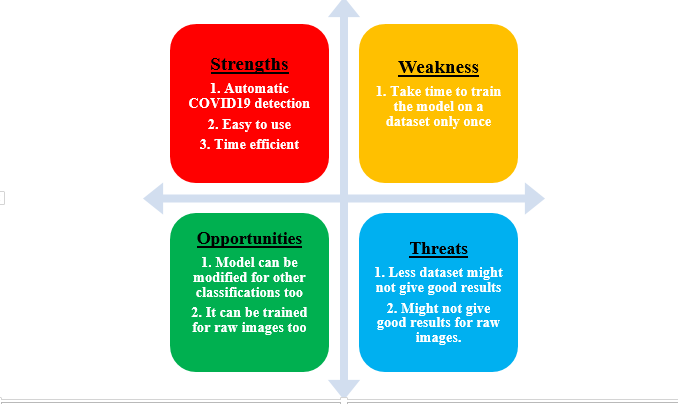 Strengths
1. Automatic
COVID19 detection
2. Easy to use
3. Time efficient
Weakness
1. Take time to train
the model on a
dataset only once
Opportunities
1. Model can be
modified for other
classifications too
2. It can be trained
for raw images too
Threats
1. Less dataset might
not give good results
2. Might not give
good results for raw
images.